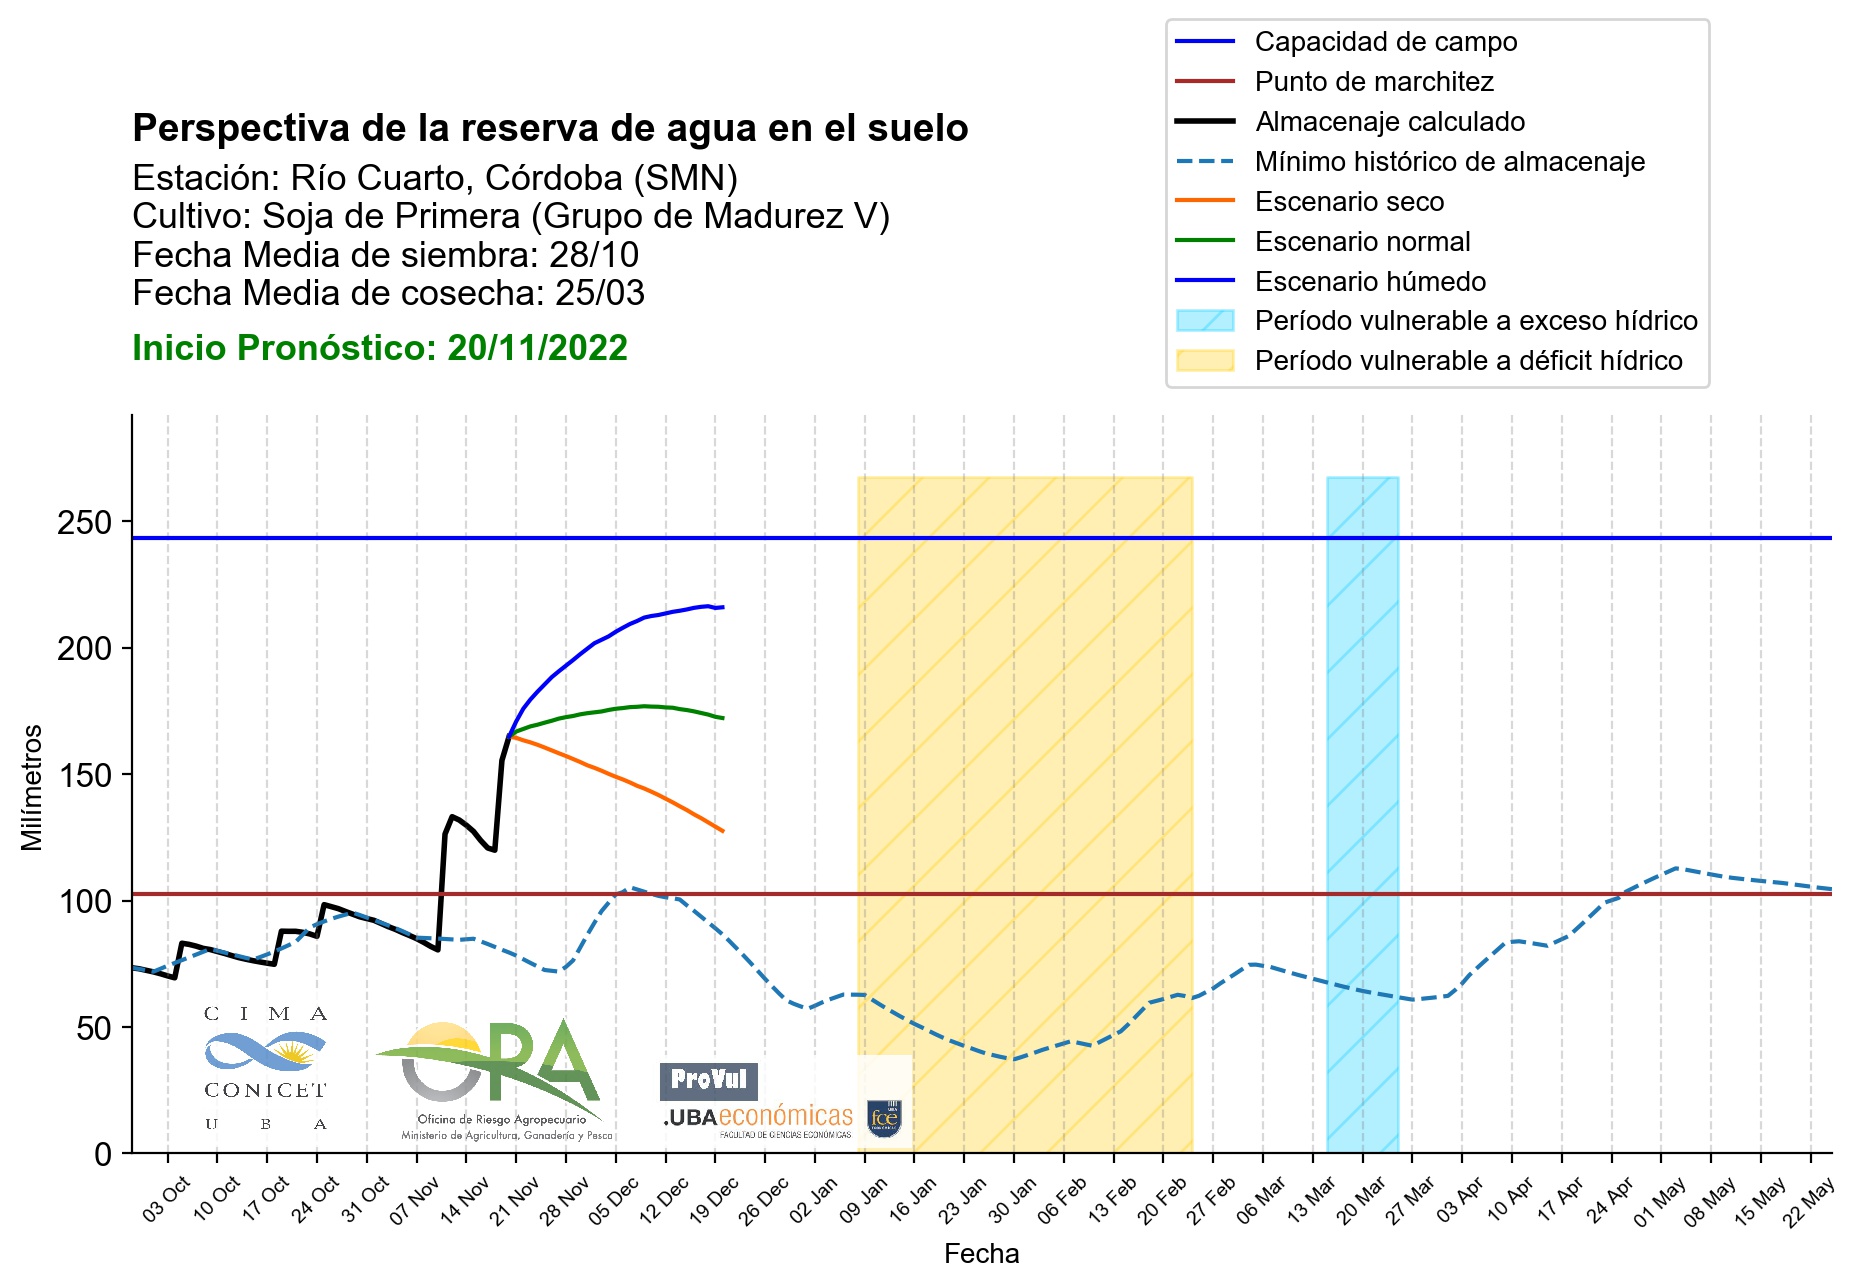 Capacidad de campo
Punto de marchitez
Almacenaje calculado
Mínimo histórico de almacenaje
Escenario seco
Escenario normal
Escenario húmedo
Período vulnerable a exceso hídrico
Período vulnerable a déficit hídrico
Perspectiva de la reserva de agua en el suelo
Estación: Río Cuarto, Córdoba (SMN)
Cultivo: Soja de Primera (Grupo de Madurez V)
Fecha Media de siembra: 28/10
Fecha Media de cosecha: 25/03
Inicio Pronóstico: 20/11/2022
Milímetros
250
200
150
100
50
0
CIMA
CONICET
UBA
ORA
Oficina de Riesgo Agropecuario
Ministerio de Agricultura, Ganadería y Pesca
ProVul
.UBAeconómicas
FACULTAD DE CIENCIAS ECONÓMICAS
fce
03 Oct
10 Oct
17 Oct
24 Oct
31 Oct
07 Nov
14 Nov
21 Nov
28 Nov
05 Dec
12 Dec
19 Dec
26 Dec
02 Jan
09 Jan
16 Jan
23 Jan
30 Jan
06 Feb
13 Feb
20 Feb
27 Feb
06 Mar
13 Mar
20 Mar
27 Mar
03 Apr
10 Apr
17 Apr
24 Apr
01 May
08 May
15 May
22 May
Fecha